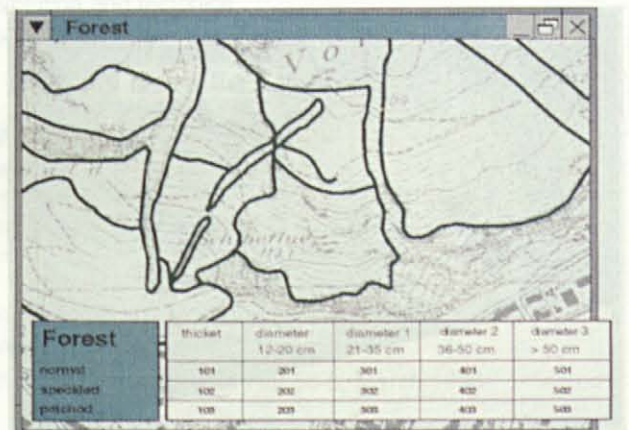 Forest
Vo
Forest thicket diameter diameter 1 diameter 2 diameter 3
12-20 cm 21-35 cm 36-50 cm > 50 cm
normal 101 201 301 401 501
speckled 102 202 302 402 502
patched 103 203 303 403 503